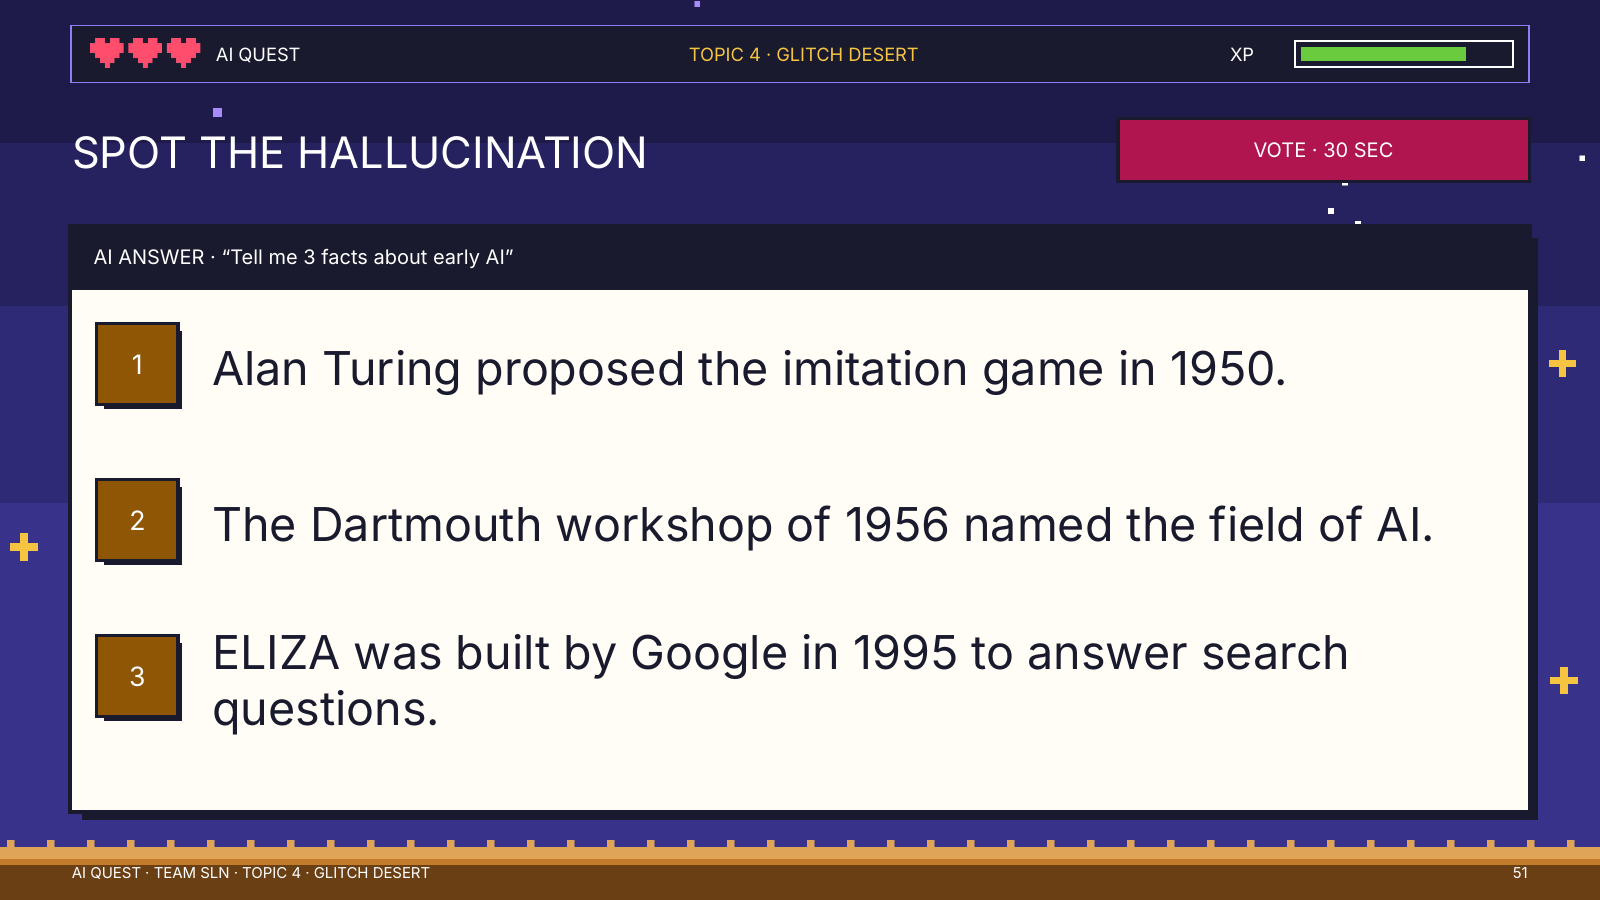 AI QUEST
TOPIC 4 · GLITCH DESERT
XP
SPOT THE HALLUCINATION
VOTE · 30 SEC
AI ANSWER · “Tell me 3 facts about early AI”
1
Alan Turing proposed the imitation game in 1950.
2
The Dartmouth workshop of 1956 named the field of AI.
3
ELIZA was built by Google in 1995 to answer search
questions.
AI QUEST · TEAM SLN · TOPIC 4 · GLITCH DESERT
51